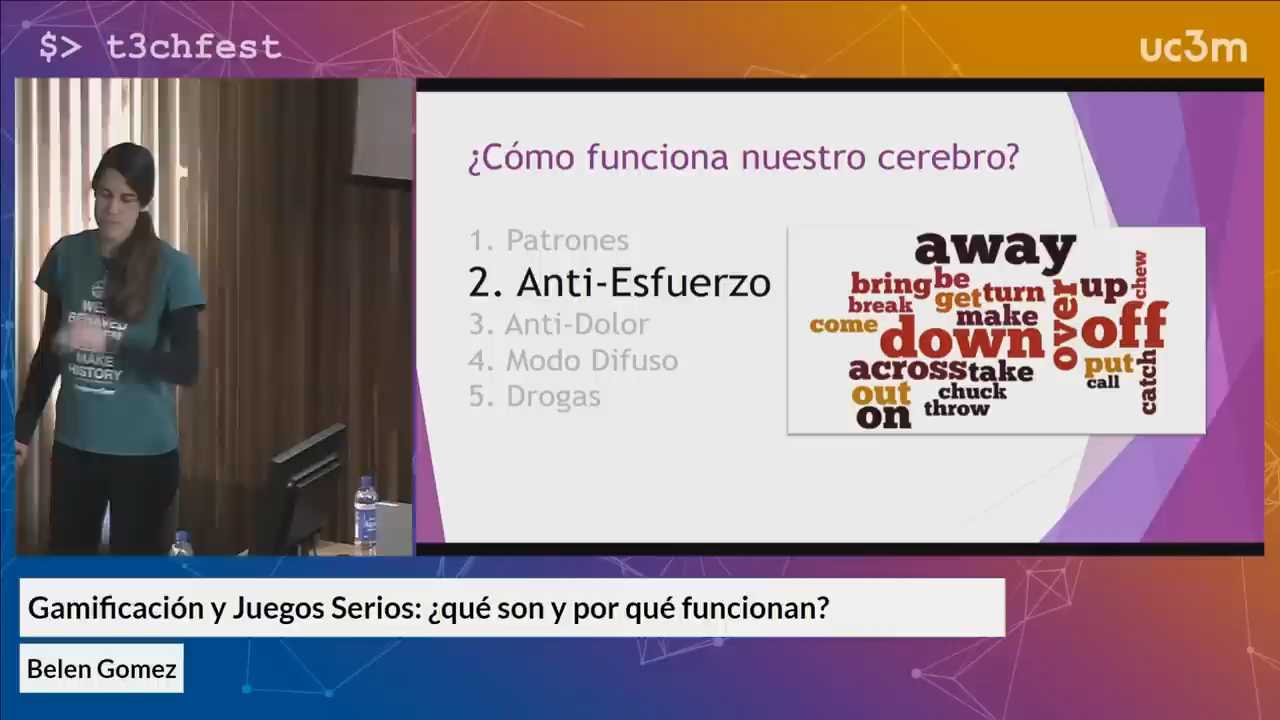 $> t3chfest
uc3m
¿Cómo funciona nuestro cerebro?
1. Patrones
2. Anti-Esfuerzo
3. Anti-Dolor
4. Modo Difuso
5. Drogas
away
bring be
get turn
over
up
chew
break
make
come
down
off
across take
put
call
catch
out
chuck
on
throw
MAKE
HISTORY
Gamificación y Juegos Serios: ¿qué son y por qué funcionan?
Belen Gomez